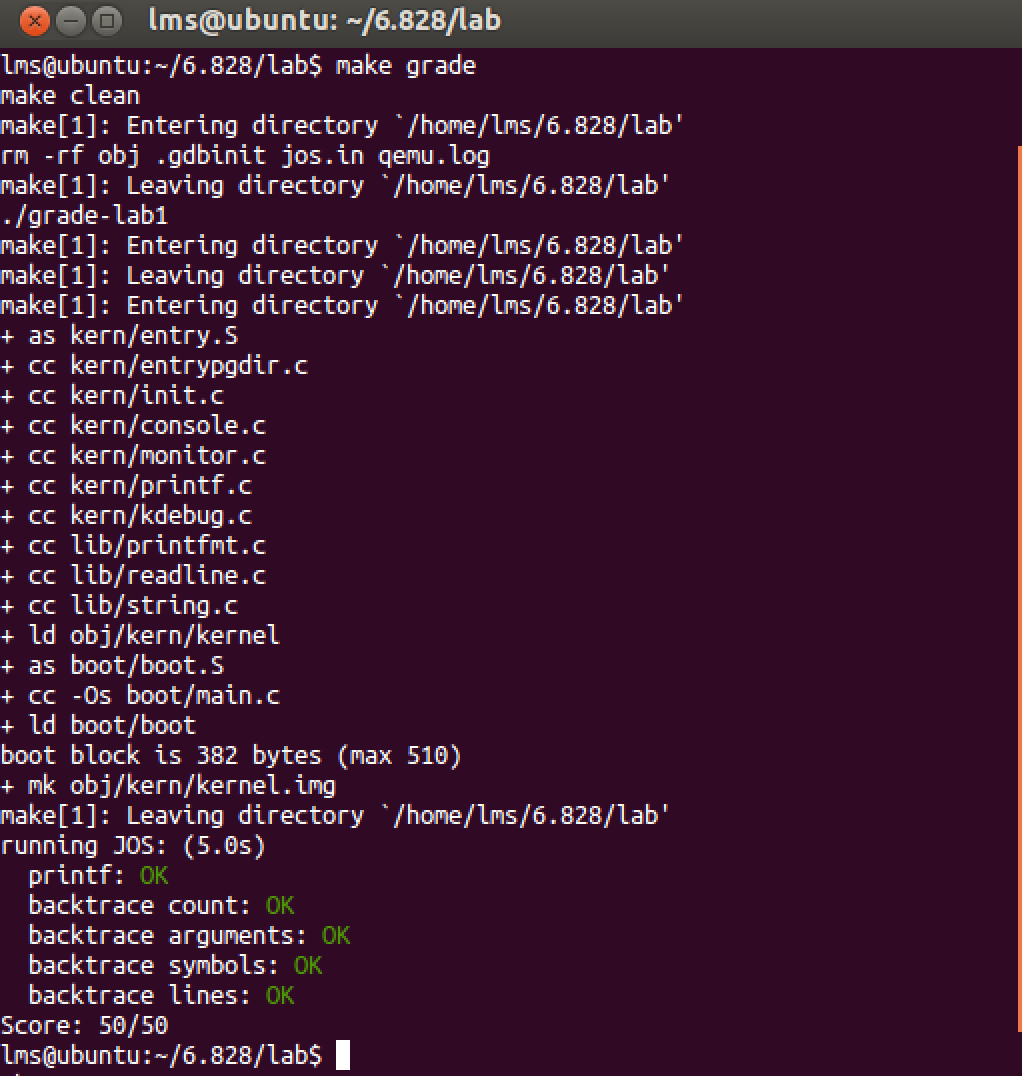 lms@ubuntu: ~/6.828/lab
lms@ubuntu:~/6.828/lab$ make grade
make clean
make[1]: Entering directory `/home/lms/6.828/lab'
rm -rf obj .gdbinit jos.in qemu.log
make[1]: Leaving directory `/home/lms/6.828/lab'
./grade-lab1
make[1]: Entering directory `/home/lms/6.828/lab'
make[1]: Leaving directory `/home/lms/6.828/lab'
make[1]: Entering directory `/home/lms/6.828/lab'
+ as kern/entry.S
+ cc kern/entrypgdir.c
+ cc kern/init.c
+ cc kern/console.c
+ cc kern/monitor.c
+ cc kern/printf.c
+ cc kern/kdebug.c
+ cc lib/printfmt.c
+ cc lib/readline.c
+ cc lib/string.c
+ ld obj/kern/kernel
+ as boot/boot.S
+ cc -Os boot/main.c
+ ld boot/boot
boot block is 382 bytes (max 510)
+ mk obj/kern/kernel.img
make[1]: Leaving directory `/home/lms/6.828/lab'
running JOS: (5.0s)
  printf: OK
  backtrace count: OK
  backtrace arguments: OK
  backtrace symbols: OK
  backtrace lines: OK
Score: 50/50
lms@ubuntu:~/6.828/lab$